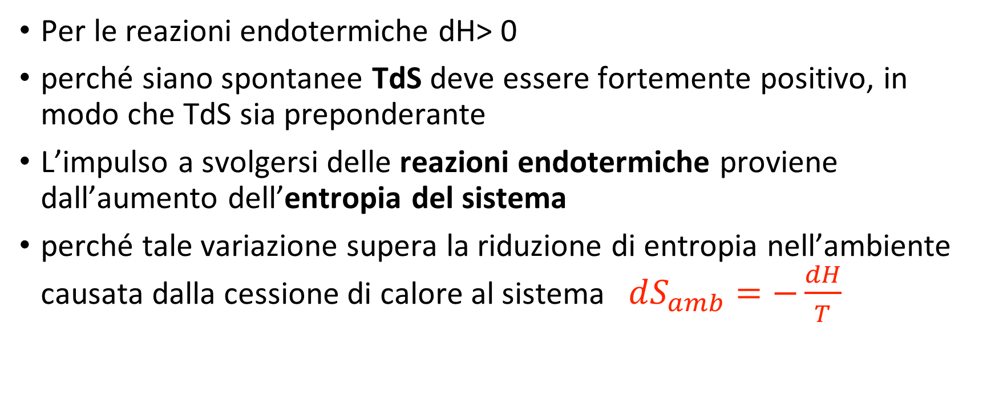 • Per le reazioni endotermiche dH> 0
• perché siano spontanee TdS deve essere fortemente positivo, in
modo che TdS sia preponderante
• L’impulso a svolgersi delle reazioni endotermiche proviene
dall’aumento dell’entropia del sistema
• perché tale variazione supera la riduzione di entropia nell’ambiente
causata dalla cessione di calore al sistema $dS_{amb} = -\frac{dH}{T}$